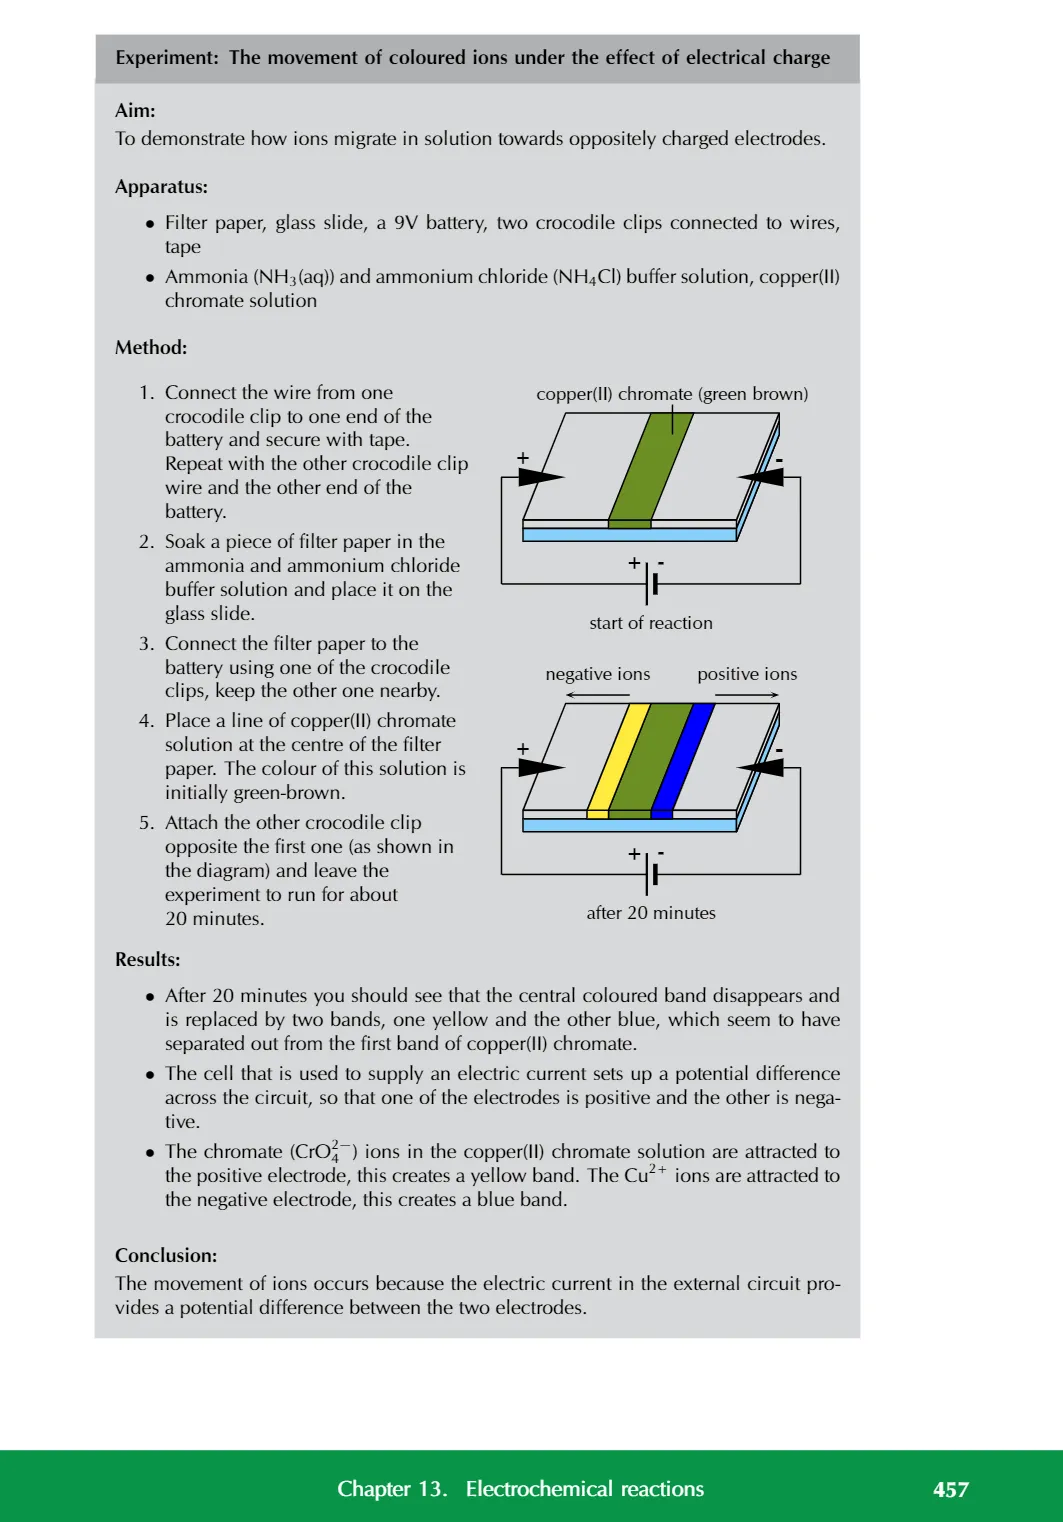 Experiment: The movement of coloured ions under the effect of electrical charge
Aim:
To demonstrate how ions migrate in solution towards oppositely charged electrodes.
Apparatus:
• Filter paper, glass slide, a 9V battery, two crocodile clips connected to wires,
tape
• Ammonia (NH₃(aq)) and ammonium chloride (NH₄Cl) buffer solution, copper(II)
chromate solution
Method:
1. Connect the wire from one
crocodile clip to one end of the
battery and secure with tape.
Repeat with the other crocodile clip
wire and the other end of the
battery.
2. Soak a piece of filter paper in the
ammonia and ammonium chloride
buffer solution and place it on the
glass slide.
3. Connect the filter paper to the
battery using one of the crocodile
clips, keep the other one nearby.
4. Place a line of copper(II) chromate
solution at the centre of the filter
paper. The colour of this solution is
initially green-brown.
5. Attach the other crocodile clip
opposite the first one (as shown in
the diagram) and leave the
experiment to run for about
20 minutes.
copper(II) chromate (green brown)
+ -
+ -
start of reaction
negative ions positive ions
+ -
+ -
after 20 minutes
Results:
• After 20 minutes you should see that the central coloured band disappears and
is replaced by two bands, one yellow and the other blue, which seem to have
separated out from the first band of copper(II) chromate.
• The cell that is used to supply an electric current sets up a potential difference
across the circuit, so that one of the electrodes is positive and the other is nega-
tive.
• The chromate (CrO₄²⁻) ions in the copper(II) chromate solution are attracted to
the positive electrode, this creates a yellow band. The Cu²⁺ ions are attracted to
the negative electrode, this creates a blue band.
Conclusion:
The movement of ions occurs because the electric current in the external circuit pro-
vides a potential difference between the two electrodes.
Chapter 13. Electrochemical reactions 457